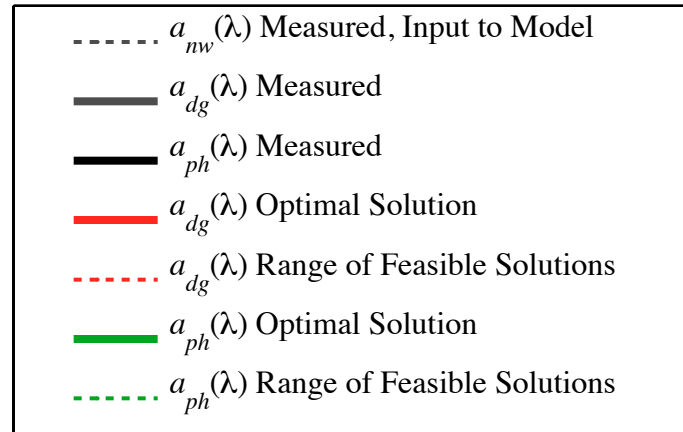 a_nw(λ) Measured, Input to Model
a_dg(λ) Measured
a_ph(λ) Measured
a_dg(λ) Optimal Solution
a_dg(λ) Range of Feasible Solutions
a_ph(λ) Optimal Solution
a_ph(λ) Range of Feasible Solutions